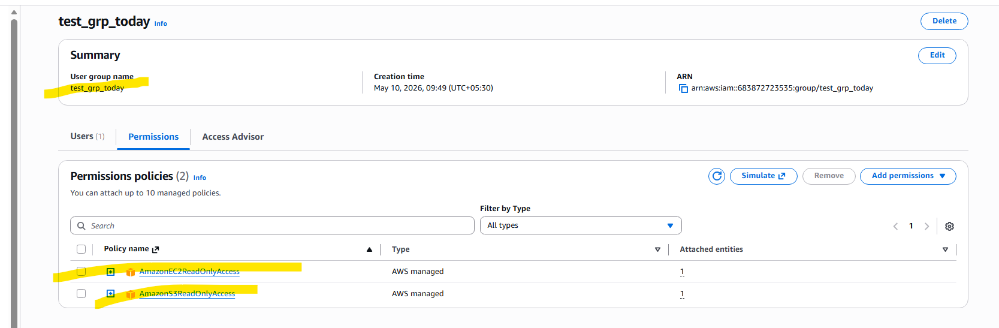 test_grp_today Info
Delete
Summary
Edit
User group name
test_grp_today
Creation time
May 10, 2026, 09:49 (UTC+05:30)
ARN
arn:aws:iam::683872723535:group/test_grp_today
Users (1)
Permissions
Access Advisor
Permissions policies (2) Info
Simulate
Remove
Add permissions
You can attach up to 10 managed policies.
Filter by Type
Search
All types
1
Policy name
Type
Attached entities
AmazonEC2ReadOnlyAccess
AWS managed
1
AmazonS3ReadOnlyAccess
AWS managed
1